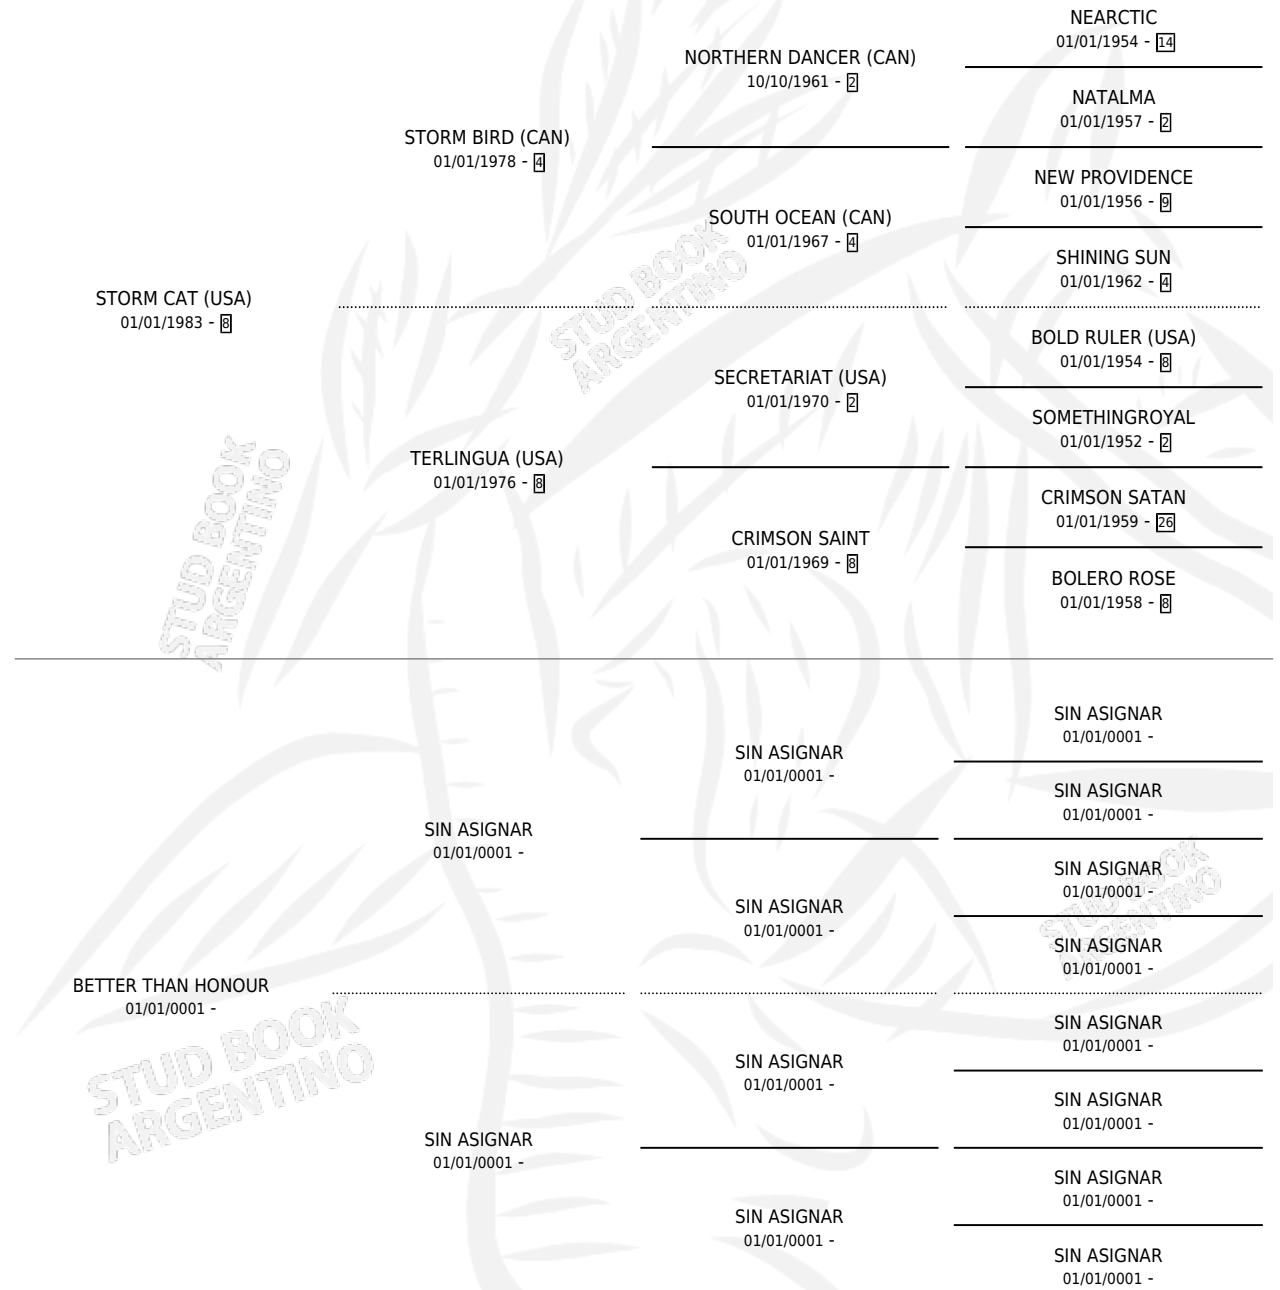 NEARCTIC
01/01/1954 - 14
NORTHERN DANCER (CAN)
10/10/1961 - 2
NATALMA
01/01/1957 - 2
STORM BIRD (CAN)
01/01/1978 - 4
NEW PROVIDENCE
01/01/1956 - 9
SOUTH OCEAN (CAN)
01/01/1967 - 4
SHINING SUN
01/01/1962 - 4
STORM CAT (USA)
01/01/1983 - 8
BOLD RULER (USA)
01/01/1954 - 8
SECRETARIAT (USA)
01/01/1970 - 2
SOMETHINGROYAL
01/01/1952 - 2
TERLINGUA (USA)
01/01/1976 - 8
CRIMSON SATAN
01/01/1959 - 26
CRIMSON SAINT
01/01/1969 - 8
BOLERO ROSE
01/01/1958 - 8
STUD BOOK
ARGENTINO
STUD BOOK
ARGENTINO
SIN ASIGNAR
01/01/0001 -
SIN ASIGNAR
01/01/0001 -
SIN ASIGNAR
01/01/0001 -
SIN ASIGNAR
01/01/0001 -
SIN ASIGNAR
01/01/0001 -
SIN ASIGNAR
01/01/0001 -
SIN ASIGNAR
01/01/0001 -
BETTER THAN HONOUR
01/01/0001 -
SIN ASIGNAR
01/01/0001 -
SIN ASIGNAR
01/01/0001 -
SIN ASIGNAR
01/01/0001 -
SIN ASIGNAR
01/01/0001 -
SIN ASIGNAR
01/01/0001 -
SIN ASIGNAR
01/01/0001 -
SIN ASIGNAR
01/01/0001 -
STUD BOOK
ARGENTINO
STUD BOOK
ARGENTINO